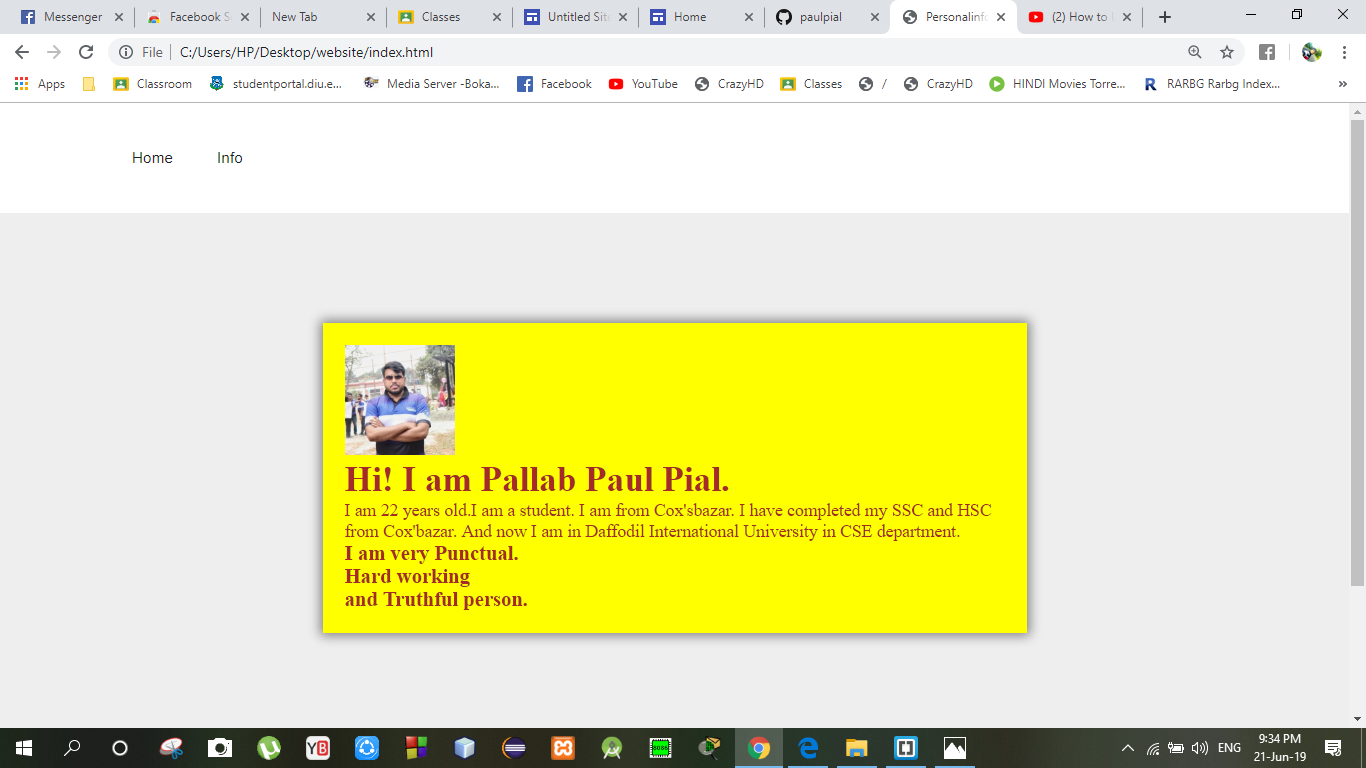 Messenger
Facebook S
New Tab
Classes
Untitled Sit
Home
paulpial
Personalinfo
(2) How to
File
C:/Users/HP/Desktop/website/index.html
Apps
Classroom
studentportal.diu.e...
Media Server -Boka...
Facebook
YouTube
CrazyHD
Classes
/
CrazyHD
HINDI Movies Torre...
RARBG Rarbg Index...
Home Info
Hi! I am Pallab Paul Pial.
I am 22 years old.I am a student. I am from Cox'sbazar. I have completed my SSC and HSC
from Cox'bazar. And now I am in Daffodil International University in CSE department.
I am very Punctual.
Hard working
and Truthful person.
ENG
9:34 PM
21-Jun-19